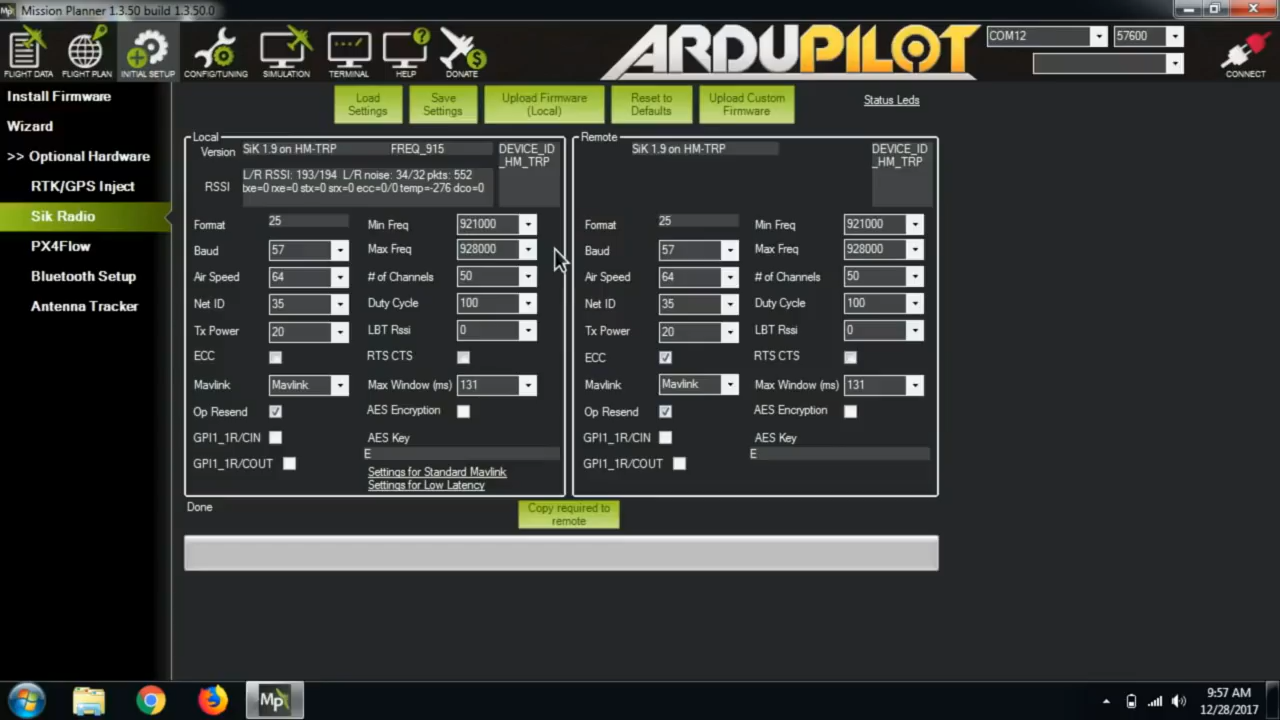 Mission Planner 1.3.50 build 1.3.50.0
FLIGHT DATA
FLIGHT PLAN
INITIAL SETUP
CONFIG/TUNING
SIMULATION
TERMINAL
HELP
DONATE
ARDUPILOT
COM12
57600
CONNECT
Install Firmware
Wizard
>> Optional Hardware
RTK/GPS Inject
Sik Radio
PX4Flow
Bluetooth Setup
Antenna Tracker
Load
Settings
Save
Settings
Upload Firmware
(Local)
Reset to
Defaults
Upload Custom
Firmware
Status Leds
Local
Version
SiK 1.9 on HM-TRP
FREQ_915
DEVICE_ID
_HM_TRP
RSSI
L/R RSSI: 193/194 L/R noise: 34/32 pkts: 552
txe=0 rxe=0 stx=0 srx=0 ecc=0/0 temp=-276 dco=0
Format 25 Min Freq 921000
Baud 57 Max Freq 928000
Air Speed 64 # of Channels 50
Net ID 35 Duty Cycle 100
Tx Power 20 LBT Rssi 0
ECC RTS CTS
Mavlink Mavlink Max Window (ms) 131
Op Resend AES Encryption
GPI1_1R/CIN AES Key
E
GPI1_1R/COUT
Settings for Standard Mavlink
Settings for Low Latency
Remote
SiK 1.9 on HM-TRP
DEVICE_ID
_HM_TRP
Format 25 Min Freq 921000
Baud 57 Max Freq 928000
Air Speed 64 # of Channels 50
Net ID 35 Duty Cycle 100
Tx Power 20 LBT Rssi 0
ECC RTS CTS
Mavlink Mavlink Max Window (ms) 131
Op Resend AES Encryption
GPI1_1R/CIN AES Key
E
GPI1_1R/COUT
Done
Copy required to
remote
Mp
9:57 AM
12/28/2017